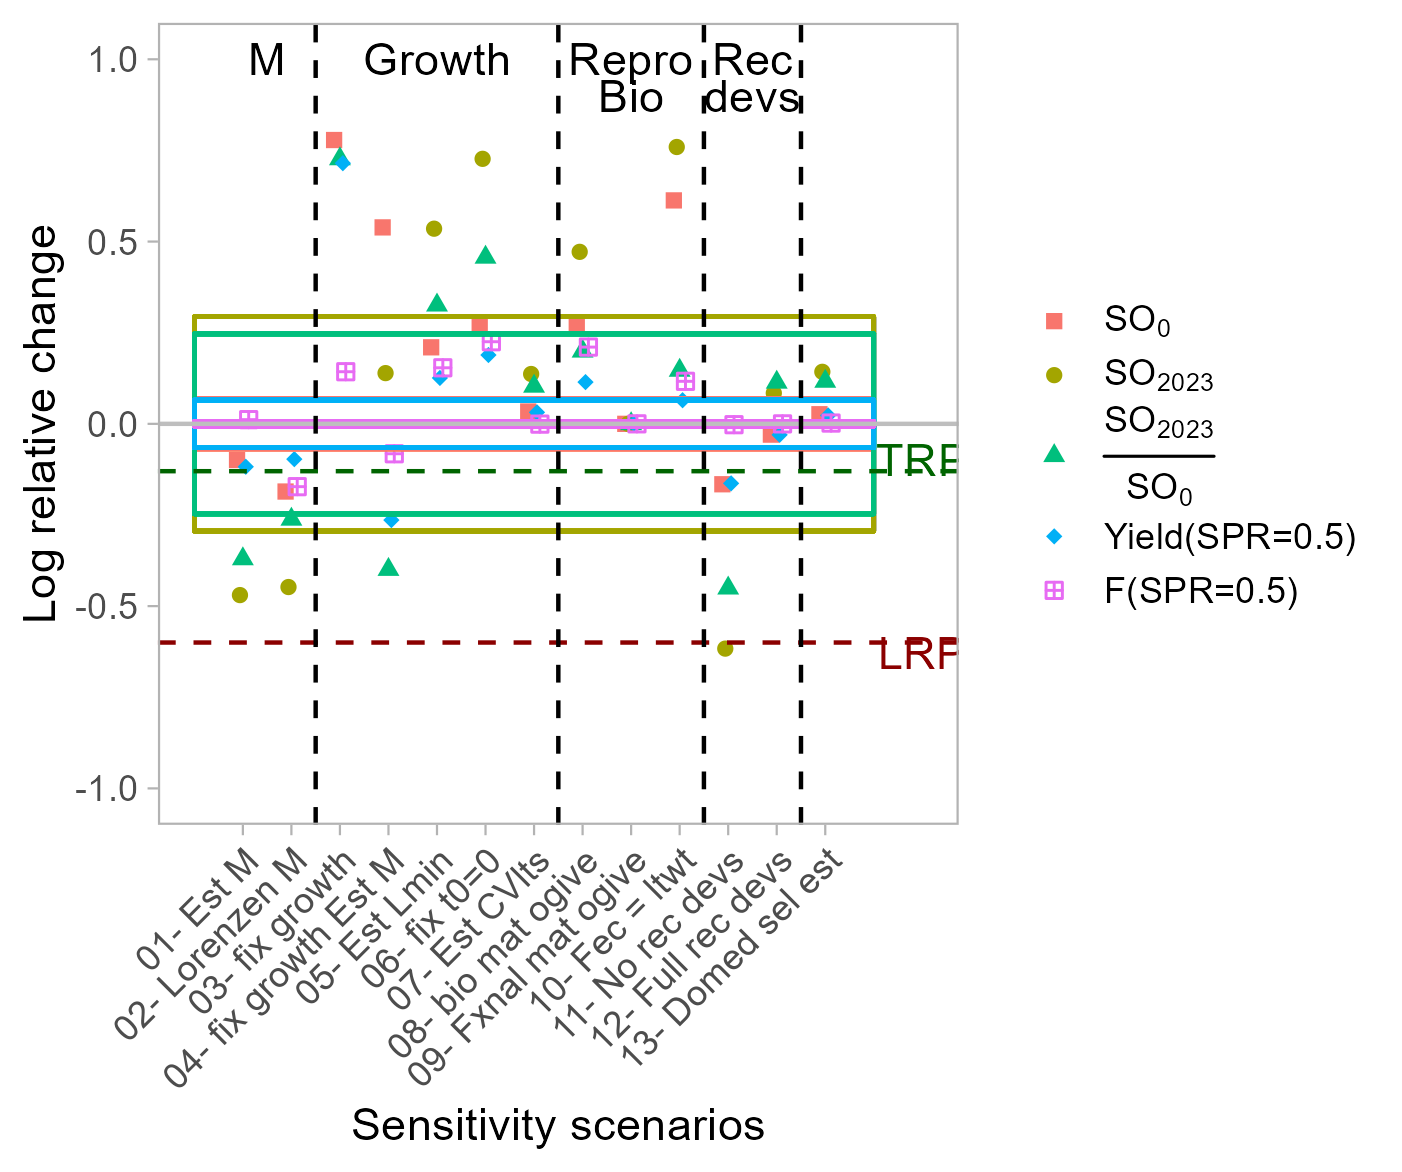 M Growth Repro Rec
Bio devs
1.0
0.5
0.0
-0.5
-1.0
Log relative change
TRP
LRP
01- Est M
02- Lorenzen M
03- fix growth
04- fix growth Est M
05- Est Lmin
06- fix t0=0
07- Est CVlts
08- bio mat ogive
09- Fxnal mat ogive
10- Fec = ltwt
11- No rec devs
12- Full rec devs
13- Domed sel est
Sensitivity scenarios
SO0
SO2023
SO2023
SO0
Yield(SPR=0.5)
F(SPR=0.5)